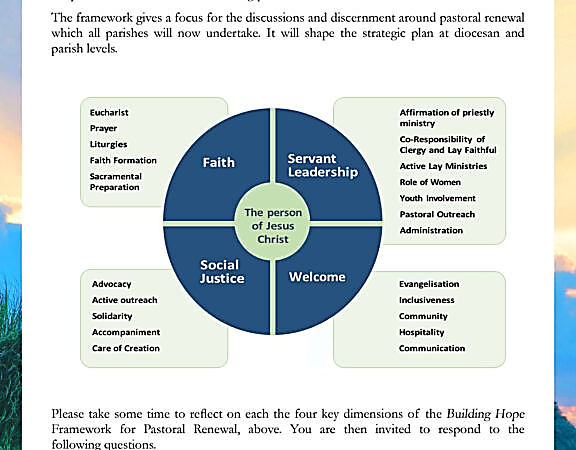 The framework gives a focus for the discussions and discernment around pastoral renewal
which all parishes will now undertake. It will shape the strategic plan at diocesan and
parish levels.
Eucharist
Prayer
Liturgies
Faith Formation
Sacramental
Preparation
Faith
Servant
Leadership
Affirmation of priestly
ministry
Co-Responsibility of
Clergy and Lay Faithful
Active Lay Ministries
Role of Women
Youth Involvement
Pastoral Outreach
Administration
The person
of Jesus
Christ
Social
Justice
Welcome
Advocacy
Active outreach
Solidarity
Accompaniment
Care of Creation
Evangelisation
Inclusiveness
Community
Hospitality
Communication
Please take some time to reflect on each the four key dimensions of the Building Hope
Framework for Pastoral Renewal, above. You are then invited to respond to the
following questions.